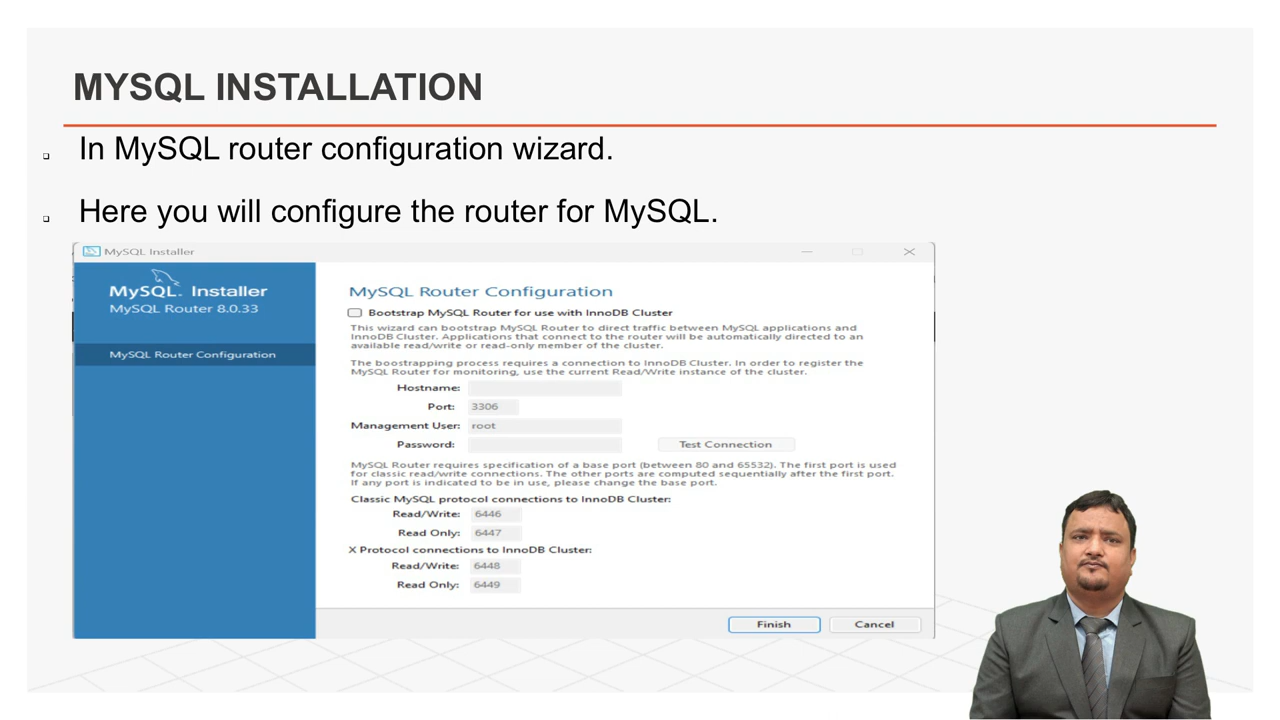 MYSQL INSTALLATION
In MySQL router configuration wizard.
Here you will configure the router for MySQL.
MySQL Installer
MySQL. Installer
MySQL Router 8.0.33
MySQL Router Configuration
MySQL Router Configuration
Bootstrap MySQL Router for use with InnoDB Cluster
This wizard can bootstrap MySQL Router to direct traffic between MySQL applications and
InnoDB Cluster. Applications that connect to the router will be automatically directed to an
available read/write or read-only member of the cluster.
The boostrapping process requires a connection to InnoDB Cluster. In order to register the
MySQL Router for monitoring, use the current Read/Write instance of the cluster.
Hostname:
Port: 3306
Management User: root
Password: Test Connection
MySQL Router requires specification of a base port (between 80 and 65532). The first port is used
for classic read/write connections. The other ports are computed sequentially after the first port.
If any port is indicated to be in use, please change the base port.
Classic MySQL protocol connections to InnoDB Cluster:
Read/Write: 6446
Read Only: 6447
X Protocol connections to InnoDB Cluster:
Read/Write: 6448
Read Only: 6449
Finish Cancel